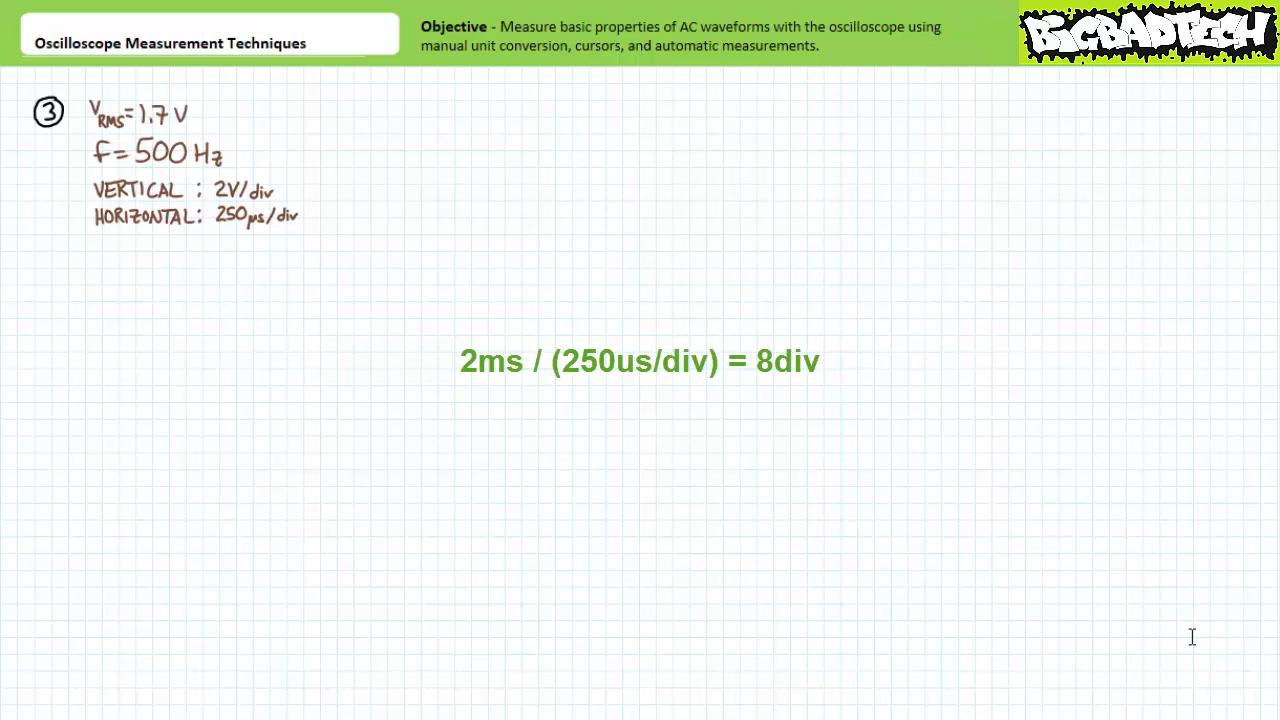 Oscilloscope Measurement Techniques
Objective - Measure basic properties of AC waveforms with the oscilloscope using
manual unit conversion, cursors, and automatic measurements.
BIGBADTECH
3
VRMS=1.7 V
f=500 Hz
VERTICAL : 2V/div
HORIZONTAL: 250µs/div
2ms / (250us/div) = 8div